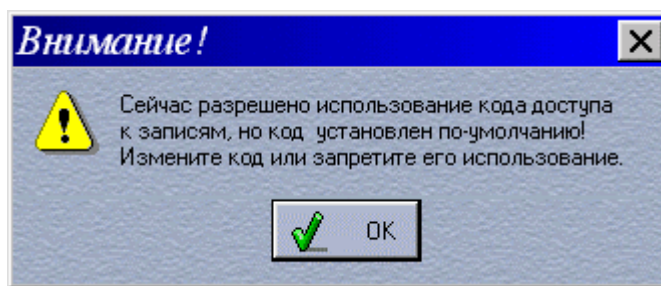 Внимание!
Сейчас разрешено использование кода доступа
к записям, но код установлен по-умолчанию!
Измените код или запретите его использование.
OK